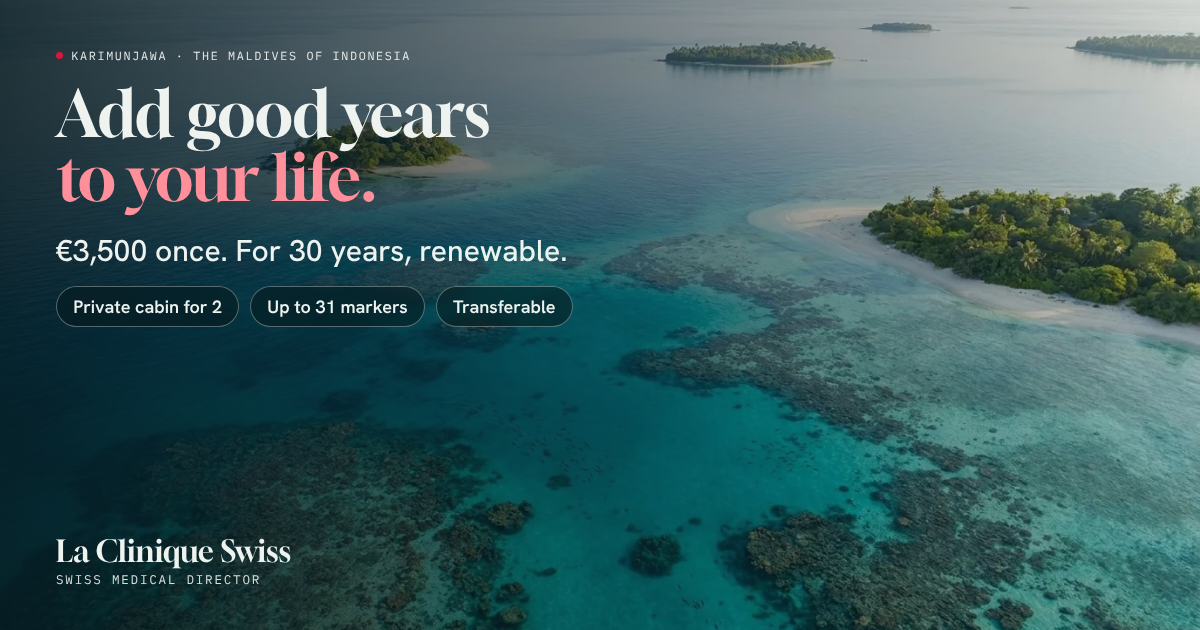 KARIMUNJAWA · THE MALDIVES OF INDONESIA
Add good years
to your life.
€3,500 once. For 30 years, renewable.
Private cabin for 2
Up to 31 markers
Transferable
La Clinique Swiss
SWISS MEDICAL DIRECTOR